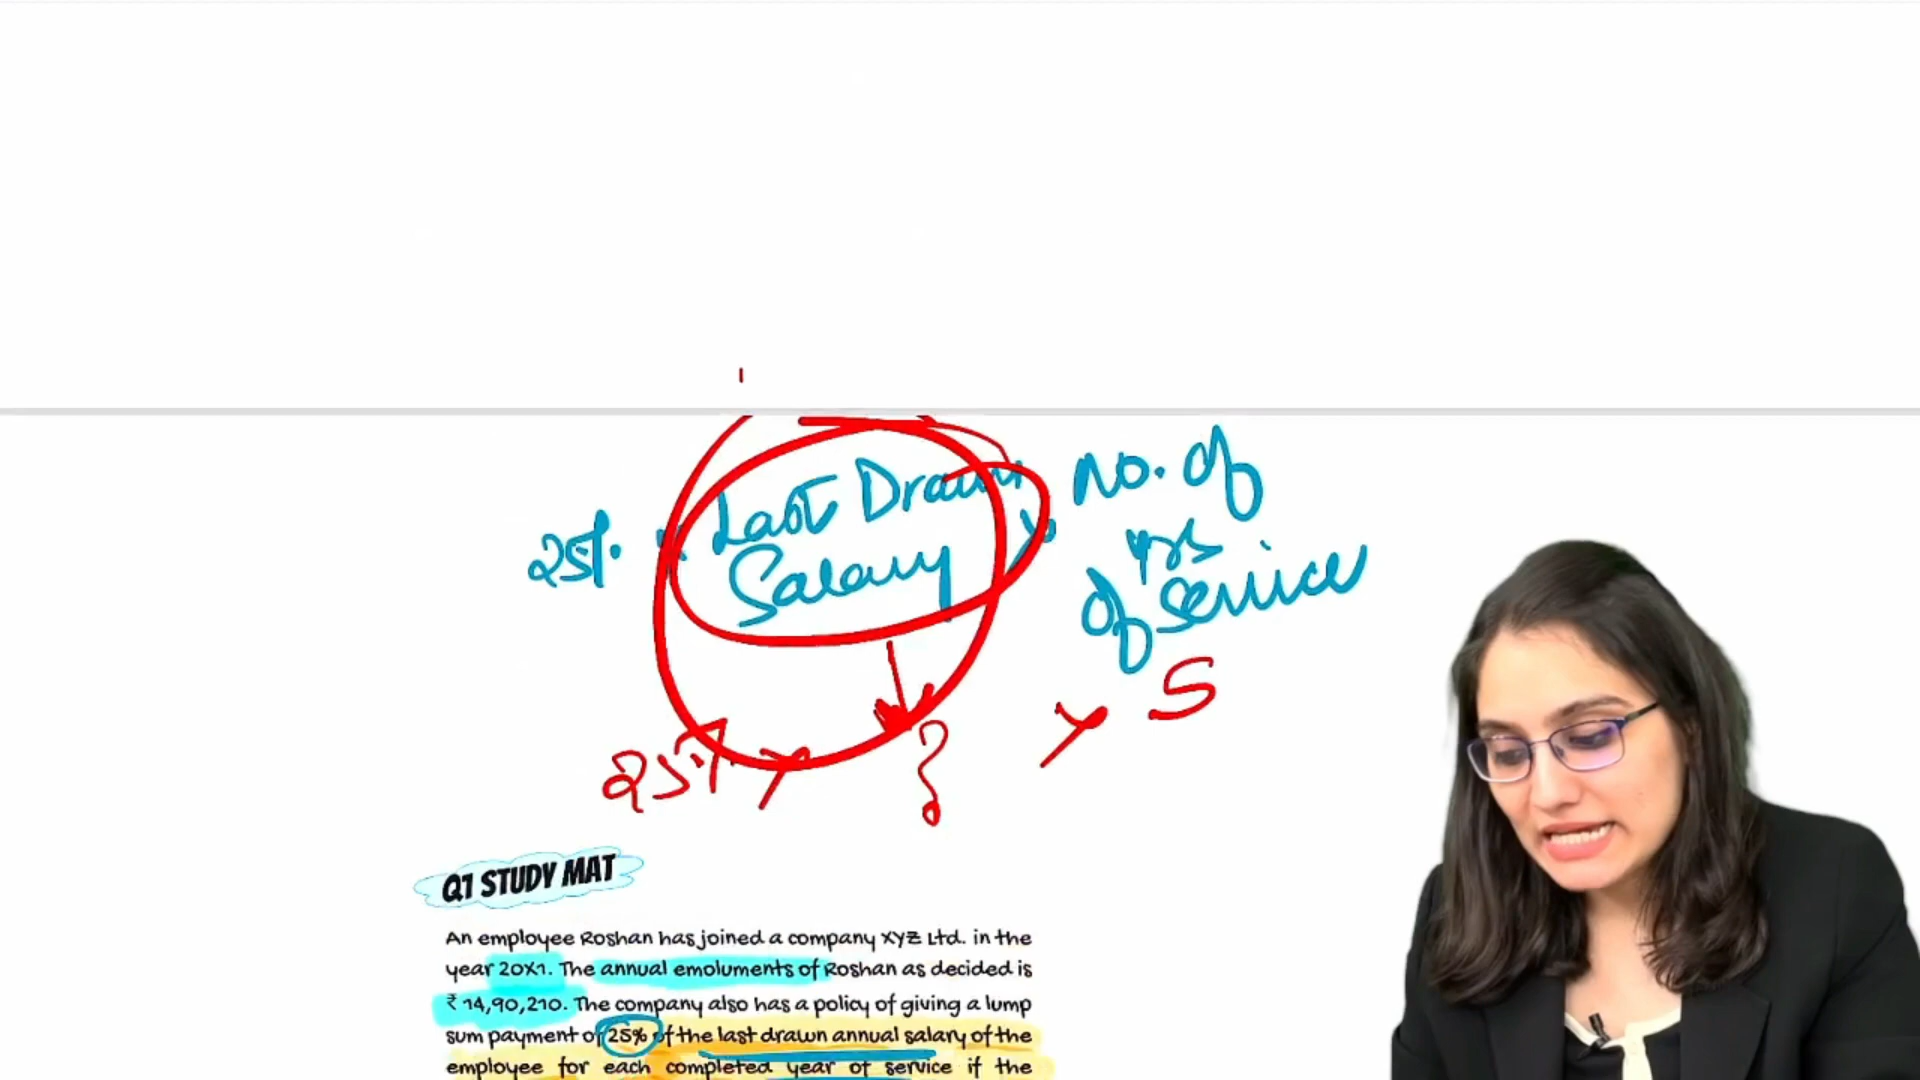 25% × Last Drawn × no. of
Salary yrs
of service
25% × ? × 5
Q1 STUDY MAT
An employee Roshan has joined a company XYZ Ltd. in the
year 20X1. The annual emoluments of Roshan as decided is
₹ 14,90,210. The company also has a policy of giving a lump
sum payment of 25% of the last drawn annual salary of the
employee for each completed year of service if the